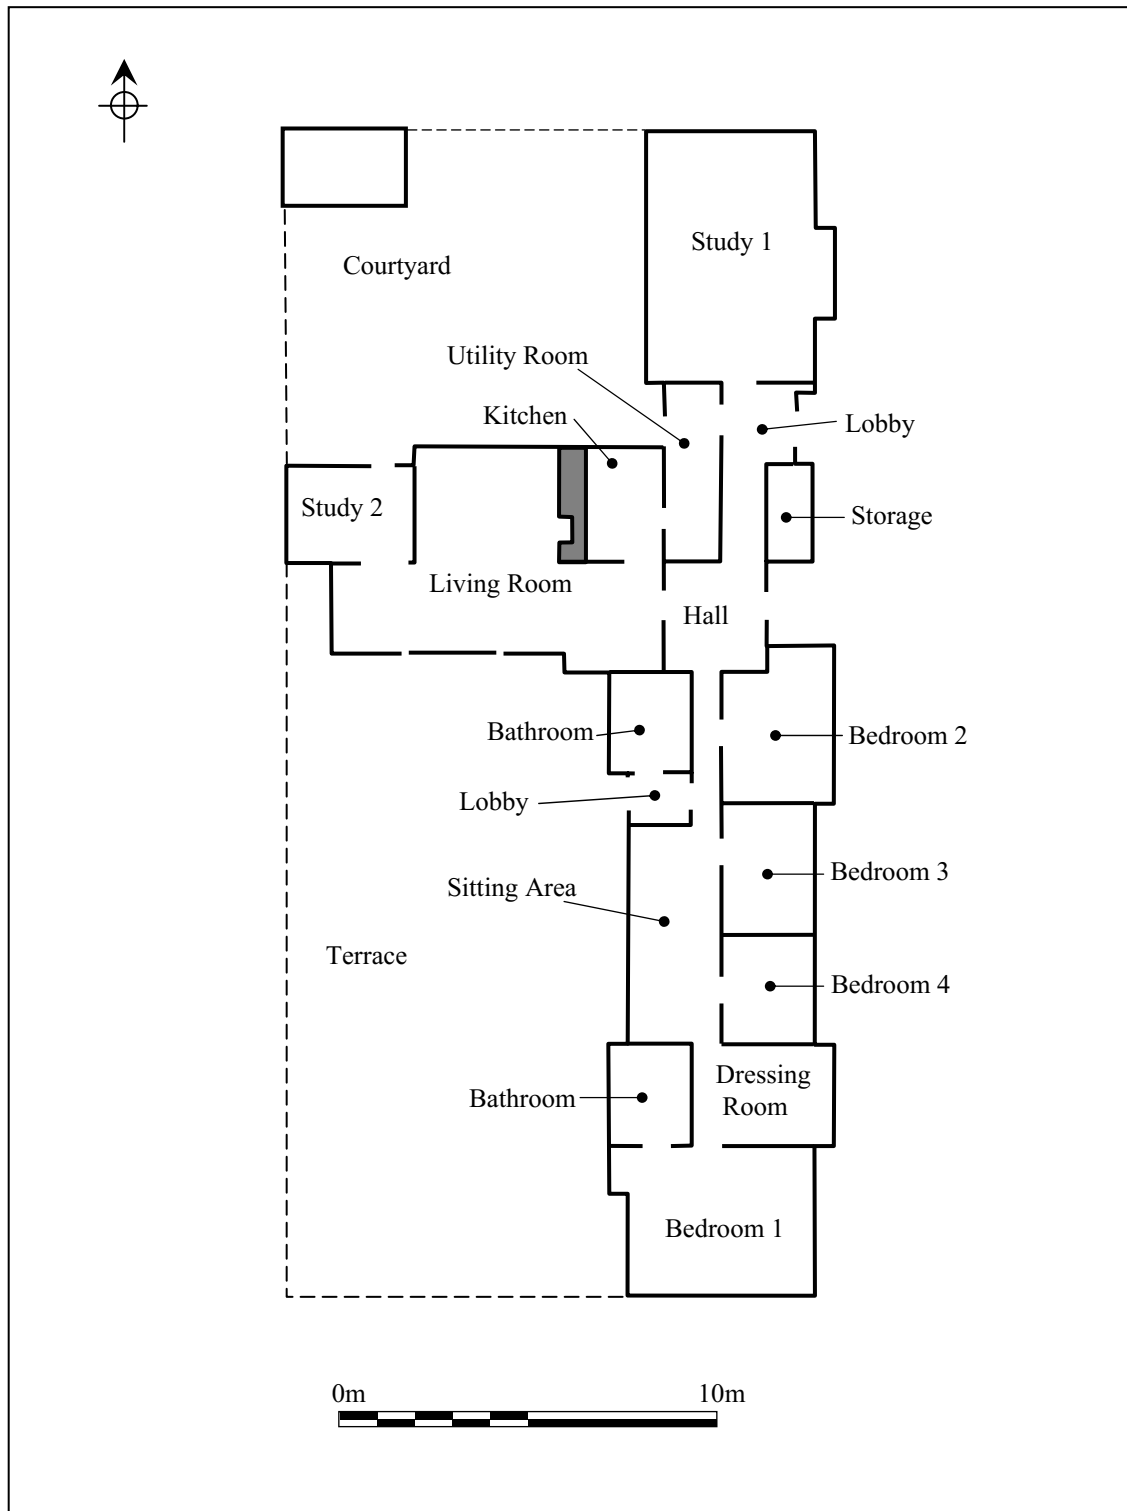 Study 1
Courtyard
Utility Room
Kitchen
Lobby
Study 2
Storage
Living Room
Hall
Bathroom
Bedroom 2
Lobby
Bedroom 3
Sitting Area
Terrace
Bedroom 4
Dressing
Room
Bathroom
Bedroom 1
0m
10m